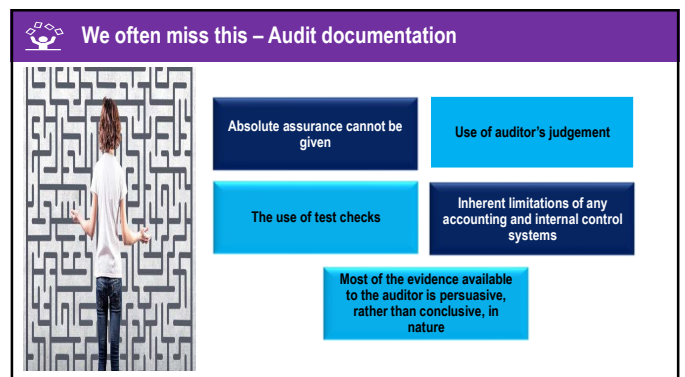 We often miss this – Audit documentation
Absolute assurance cannot be
given
Use of auditor's judgement
The use of test checks
Inherent limitations of any
accounting and internal control
systems
Most of the evidence available
to the auditor is persuasive,
rather than conclusive, in
nature